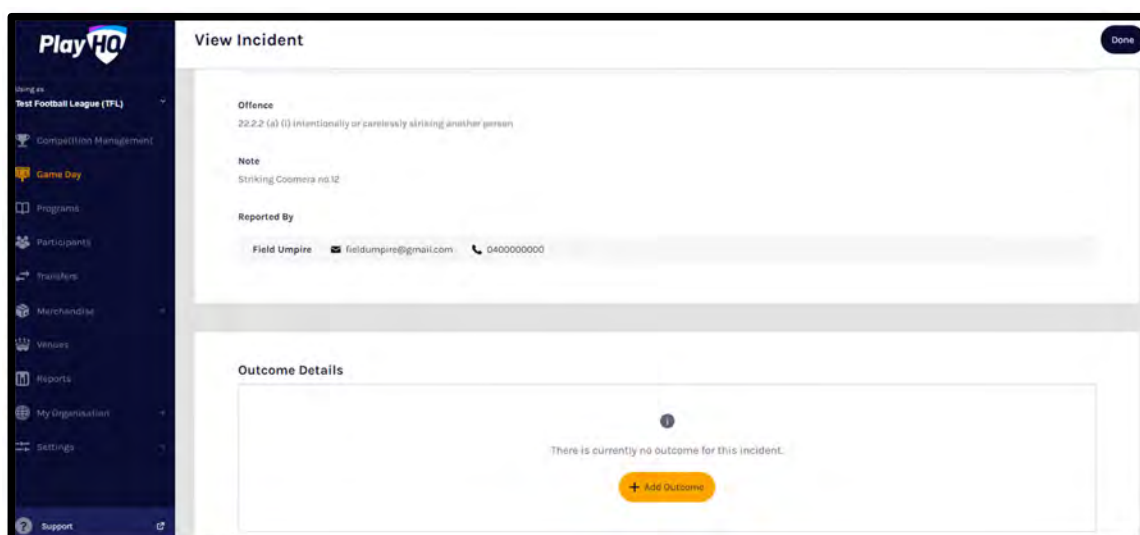 PlayHQ
View Incident
Done
Using as
Test Football League (TFL)
Competition Management
Game Day
Programs
Participants
Transfers
Merchandise
Venues
Reports
My Organisation
Settings
Support
Offence
22.2.2 (a) (i) intentionally or carelessly striking another person
Note
Striking Coomera no.12
Reported By
Field Umpire fieldumpire@gmail.com 0400000000
Outcome Details
There is currently no outcome for this incident.
+ Add Outcome